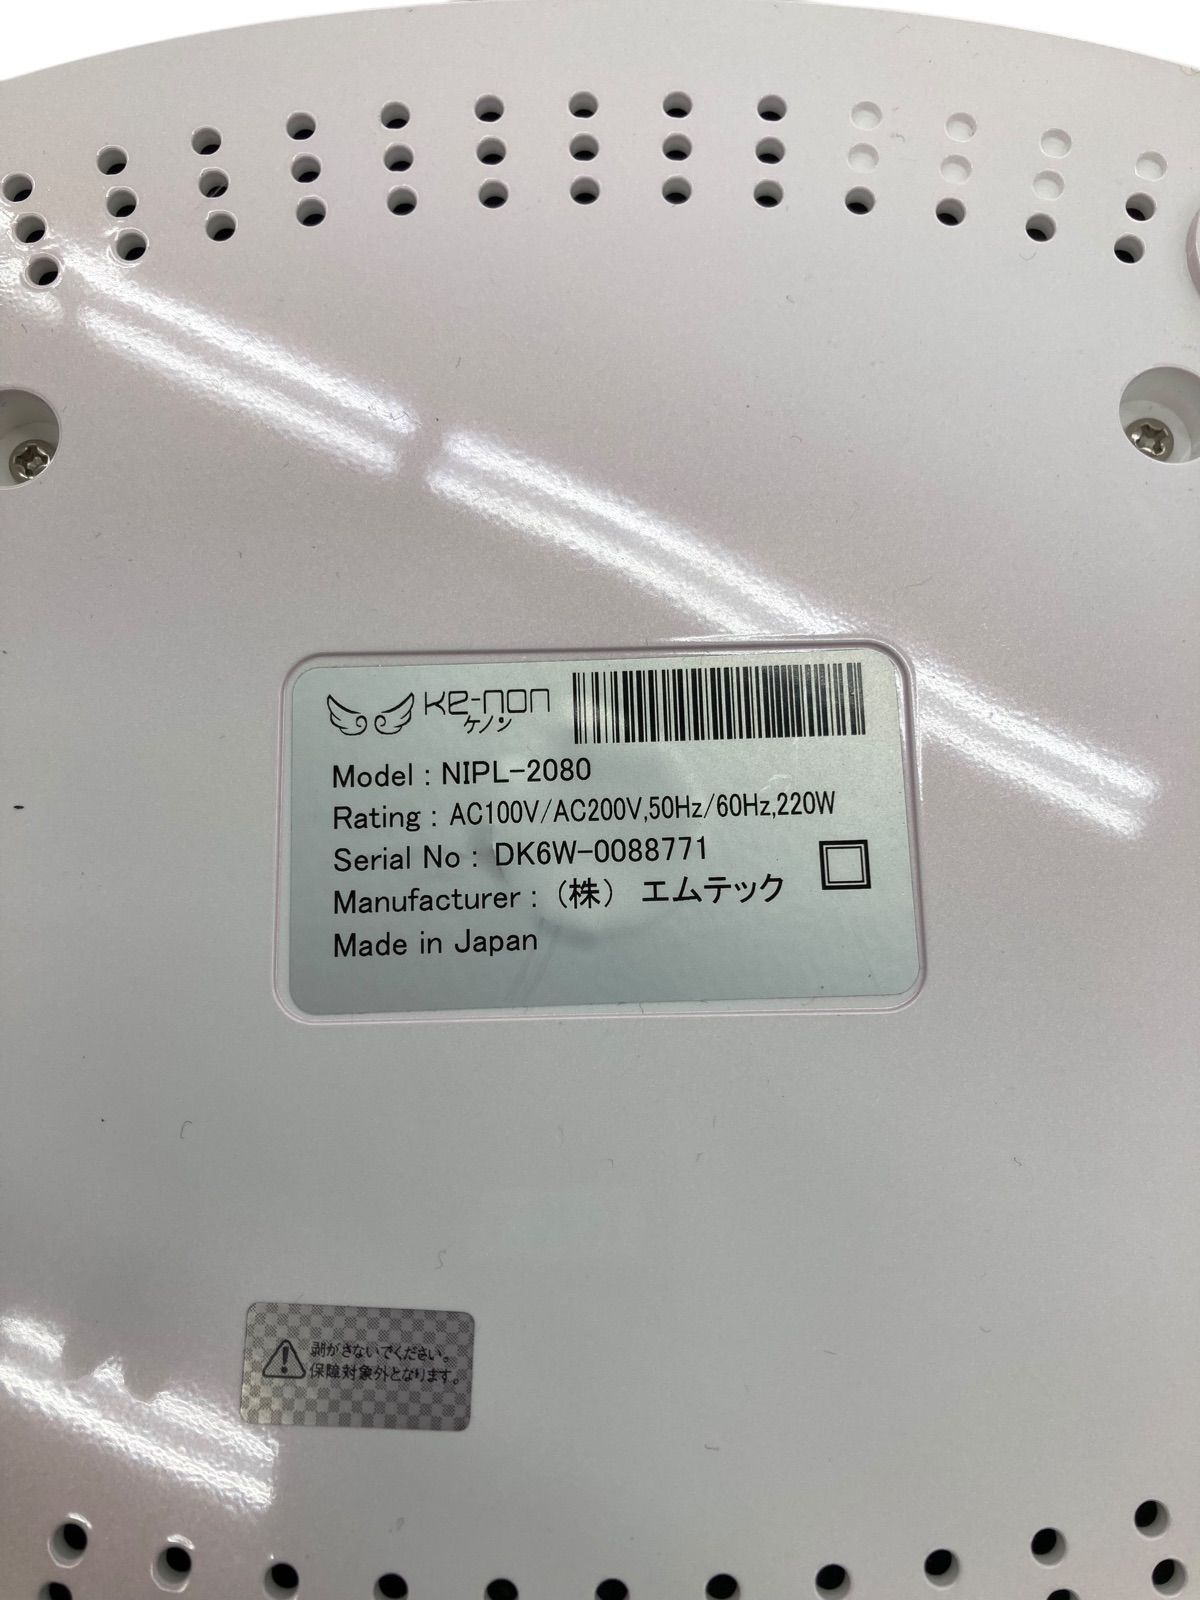 Ke-non
ケノン
Model : NIPL-2080
Rating : AC100V/AC200V,50Hz/60Hz,220W
Serial No : DK6W-0088771
Manufacturer : (株) エムテック
Made in Japan
剥がさないでください。
保障対象外となります。